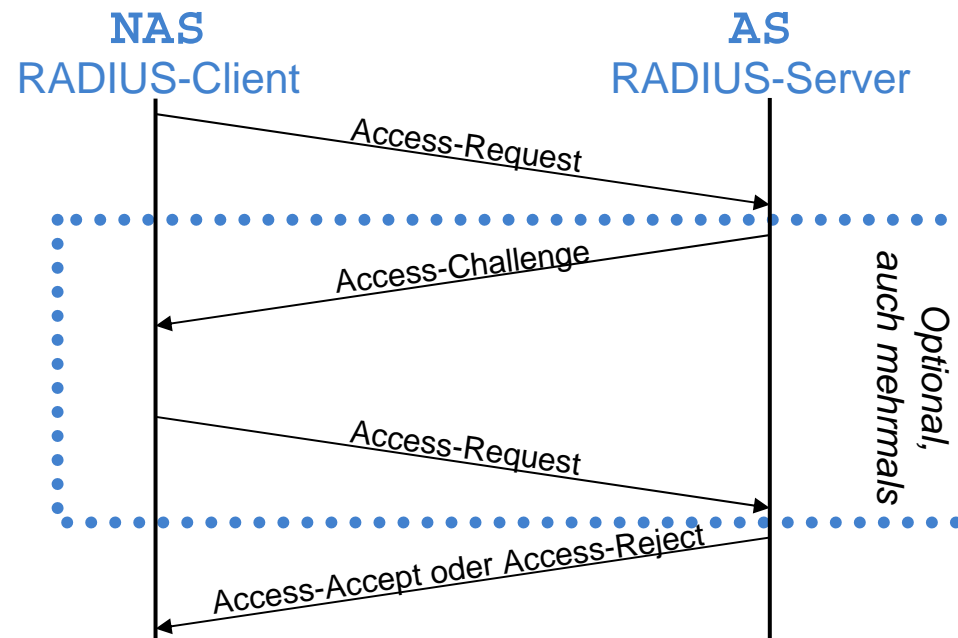 NAS
RADIUS-Client
AS
RADIUS-Server
Access-Request
Access-Challenge
Optional,
auch mehrmals
Access-Request
Access-Accept oder Access-Reject